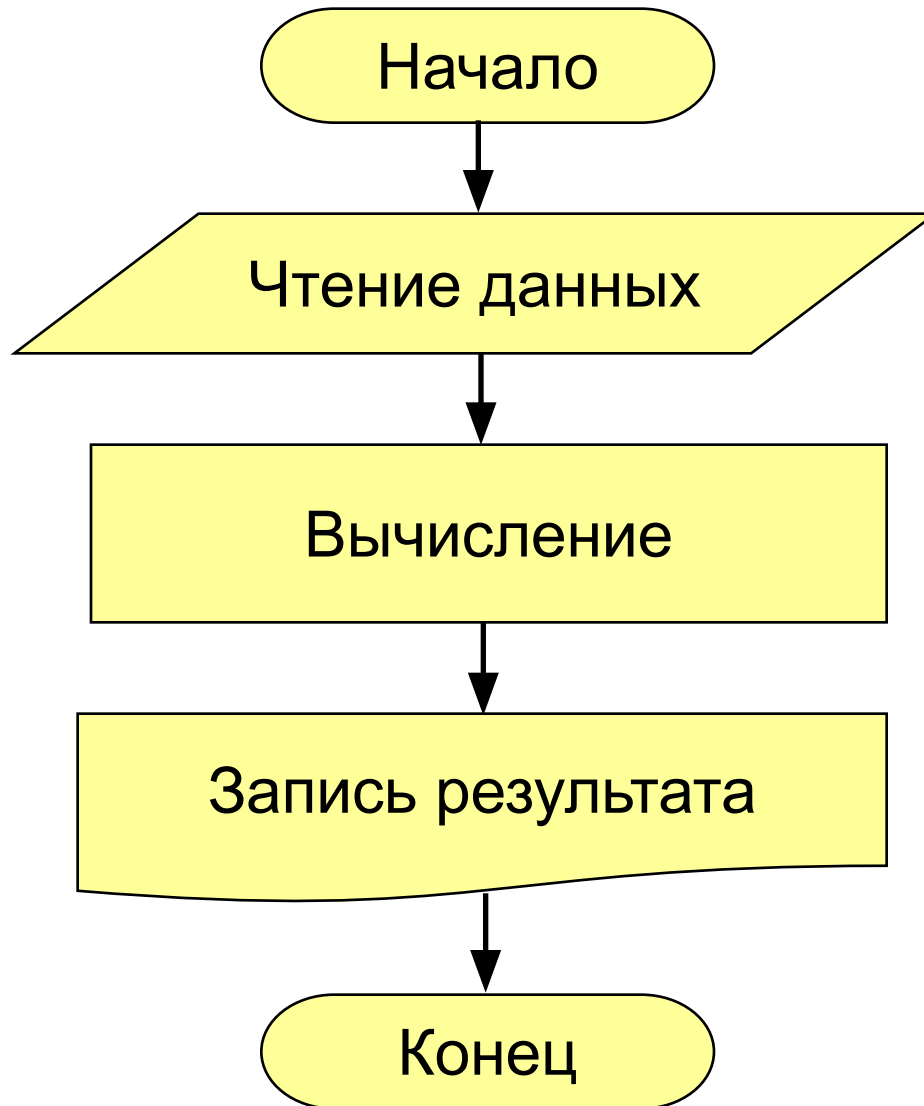 Начало
Чтение данных
Вычисление
Запись результата
Конец